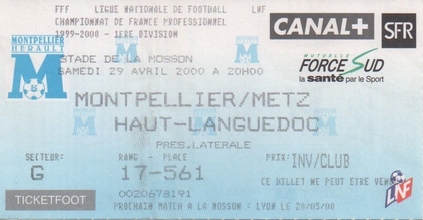 FFF LIGUE NATIONALE DE FOOTBALL LNF
CHAMPIONNAT DE FRANCE PROFESSIONNEL
1999-2000 - 1ERE DIVISION
CANAL+
SFR
MONTPELLIER
HERAULT
M
STADE DE LA MOSSON
SAMEDI 29 AVRIL 2000 A 20H00
MUTUELLE
FORCE SUD
la santé par le Sport
MONTPELLIER/METZ
HAUT-LANGUEDOC
PRES.LATERALE
SECTEUR: RANG - PLACE PRIX: INV/CLUB
G 17-561
CE BILLET NE PEUT ETRE VEN
TICKETFOOT
0020678191
LNF
PROCHAIN MATCH A LA MOSSON : LYON LE 20/05/00